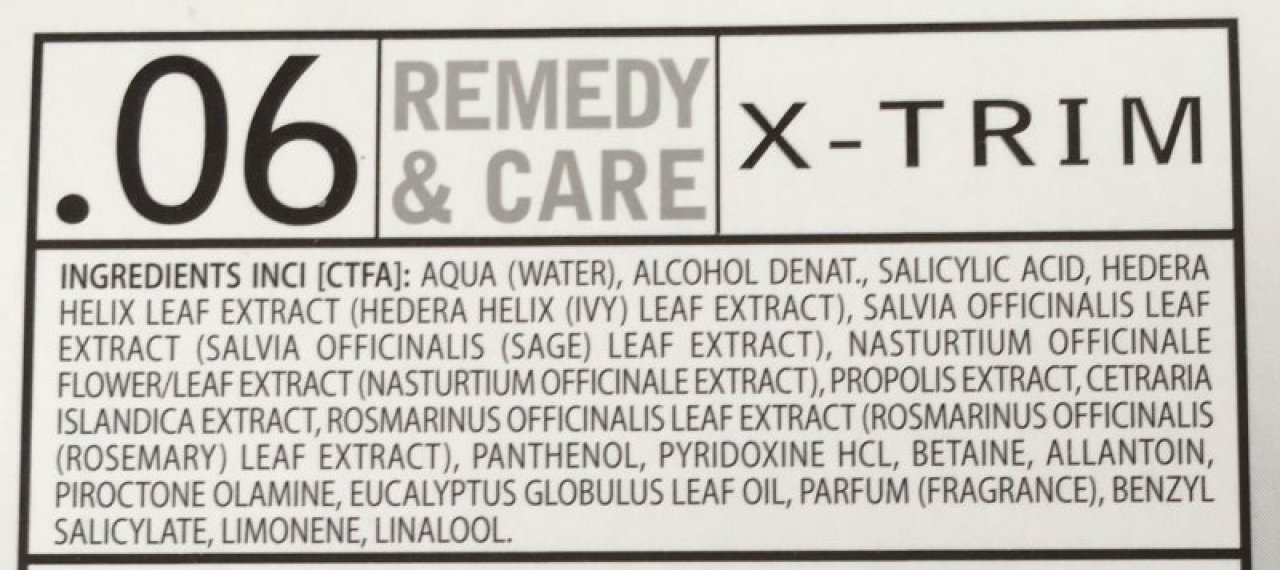 .06
REMEDY
& CARE
X-TRIM
INGREDIENTS INCI [CTFA]: AQUA (WATER), ALCOHOL DENAT., SALICYLIC ACID, HEDERA
HELIX LEAF EXTRACT (HEDERA HELIX (IVY) LEAF EXTRACT), SALVIA OFFICINALIS LEAF
EXTRACT (SALVIA OFFICINALIS (SAGE) LEAF EXTRACT), NASTURTIUM OFFICINALE
FLOWER/LEAF EXTRACT (NASTURTIUM OFFICINALE EXTRACT), PROPOLIS EXTRACT, CETRARIA
ISLANDICA EXTRACT, ROSMARINUS OFFICINALIS LEAF EXTRACT (ROSMARINUS OFFICINALIS
(ROSEMARY) LEAF EXTRACT), PANTHENOL, PYRIDOXINE HCL, BETAINE, ALLANTOIN,
PIROCTONE OLAMINE, EUCALYPTUS GLOBULUS LEAF OIL, PARFUM (FRAGRANCE), BENZYL
SALICYLATE, LIMONENE, LINALOOL.